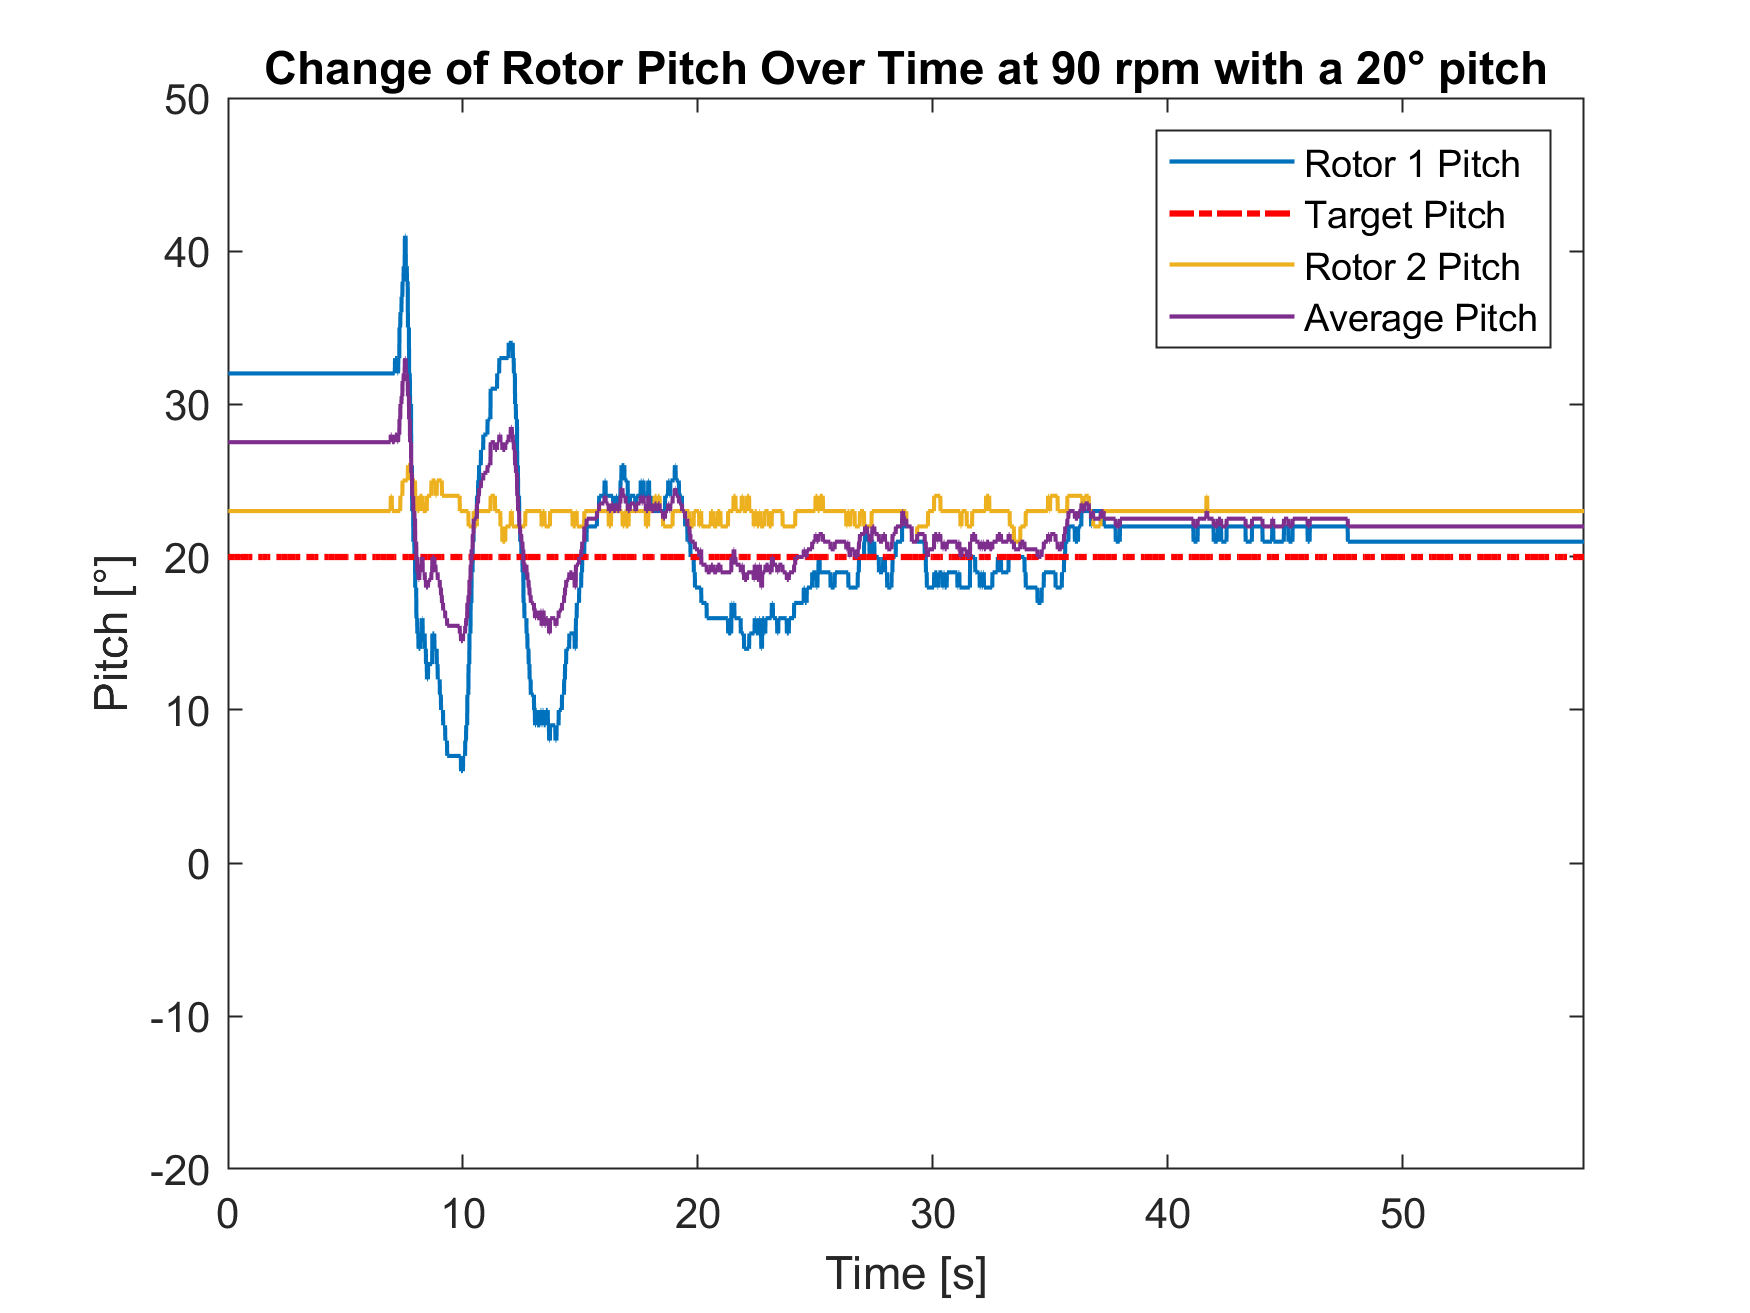 Change of Rotor Pitch Over Time at 90 rpm with a 20° pitch
50
40
30
20
10
0
-10
-20
Pitch [°]
Rotor 1 Pitch
Target Pitch
Rotor 2 Pitch
Average Pitch
0 10 20 30 40 50
Time [s]